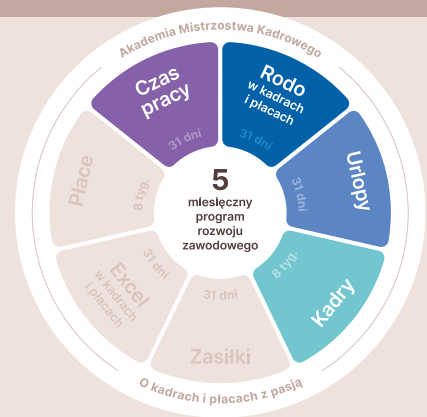 Akademia Mistrzostwa Kadrowego
Czas
pracy
31 dni
Rodo
w kadrach
i płacach
31 dni
Urlopy
31 dni
Kadry
8 tyg.
Zasiłki
31 dni
Excel
w kadrach
i płacach
31 dni
Płace
8 tyg.
5
miesięczny
program
rozwoju
zawodowego
O kadrach i płacach z pasją